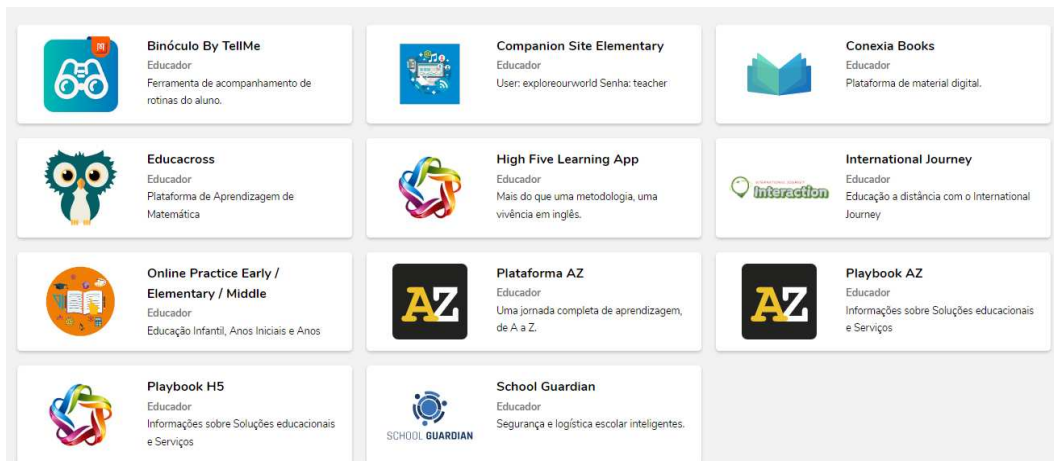 Binóculo By TellMe
Educador
Ferramenta de acompanhamento de
rotinas do aluno.
Companion Site Elementary
Educador
User: exploreourworld Senha: teacher
Conexia Books
Educador
Plataforma de material digital.
Educacross
Educador
Plataforma de Aprendizagem de
Matemática
High Five Learning App
Educador
Mais do que uma metodologia, uma
vivência em inglês.
INTERNATIONAL JOURNEY
Interaction
International Journey
Educador
Educação a distância com o International
Journey
Online Practice Early /
Elementary / Middle
Educador
Educação Infantil, Anos Iniciais e Anos
AZ
Plataforma AZ
Educador
Uma jornada completa de aprendizagem,
de A a Z.
AZ
Playbook AZ
Educador
Informações sobre Soluções educacionais
e Serviços
Playbook H5
Educador
Informações sobre Soluções educacionais
e Serviços
SCHOOL GUARDIAN
School Guardian
Educador
Segurança e logística escolar inteligentes.